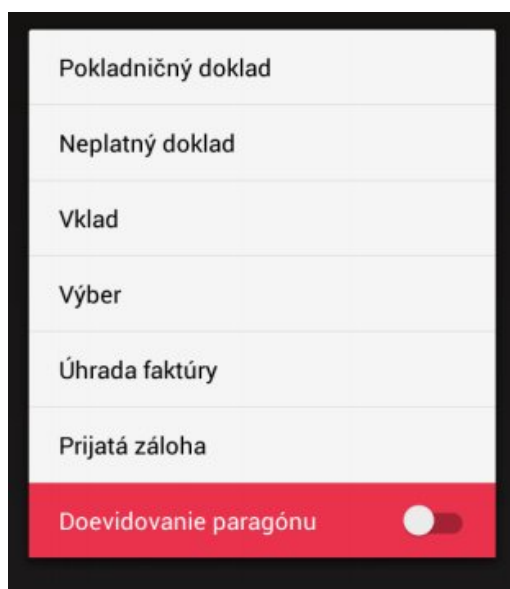 Pokladničný doklad
Neplatný doklad
Vklad
Výber
Úhrada faktúry
Prijatá záloha
Doevidovanie paragónu